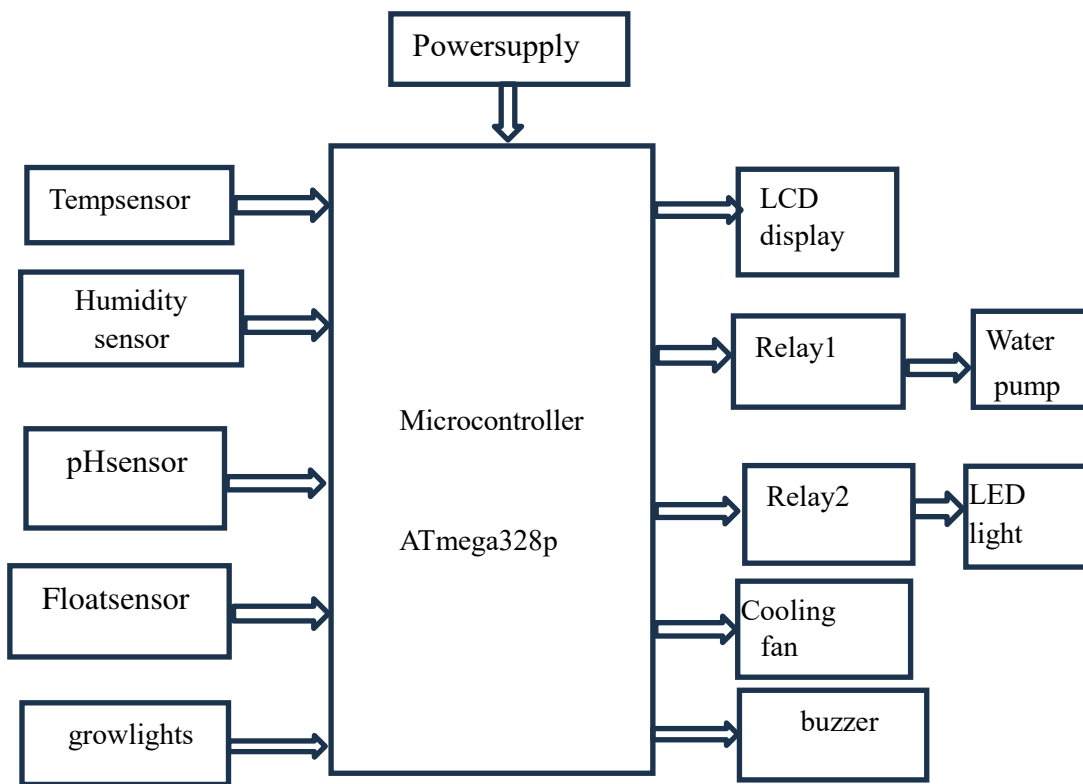 Powersupply
Tempsensor
Humidity
sensor
pHsensor
Floatsensor
growlights
Microcontroller
ATmega328p
LCD
display
Relay1
Water
pump
Relay2
LED
light
Cooling
fan
buzzer